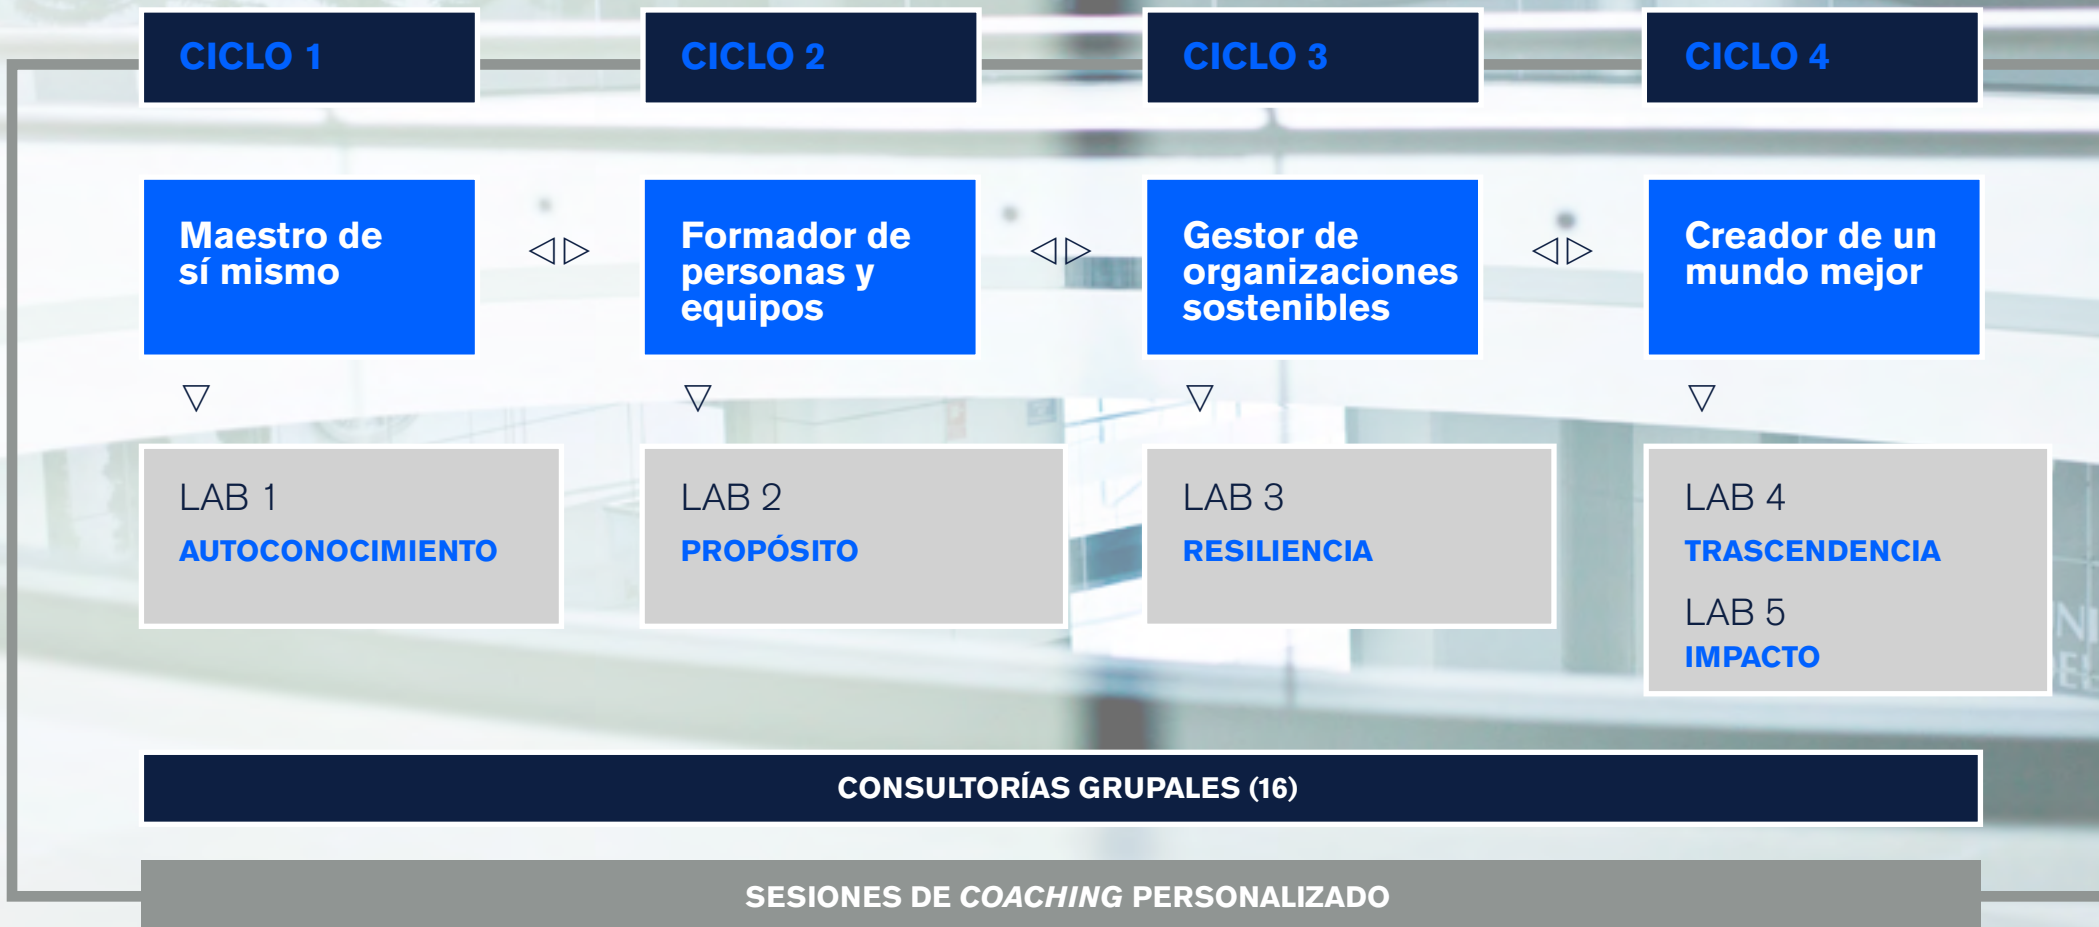 CICLO 1
CICLO 2
CICLO 3
CICLO 4
Maestro de
sí mismo
Formador de
personas y
equipos
Gestor de
organizaciones
sostenibles
Creador de un
mundo mejor
LAB 1
AUTOCONOCIMIENTO
LAB 2
PROPÓSITO
LAB 3
RESILIENCIA
LAB 4
TRASCENDENCIA
LAB 5
IMPACTO
CONSULTORÍAS GRUPALES (16)
SESIONES DE COACHING PERSONALIZADO